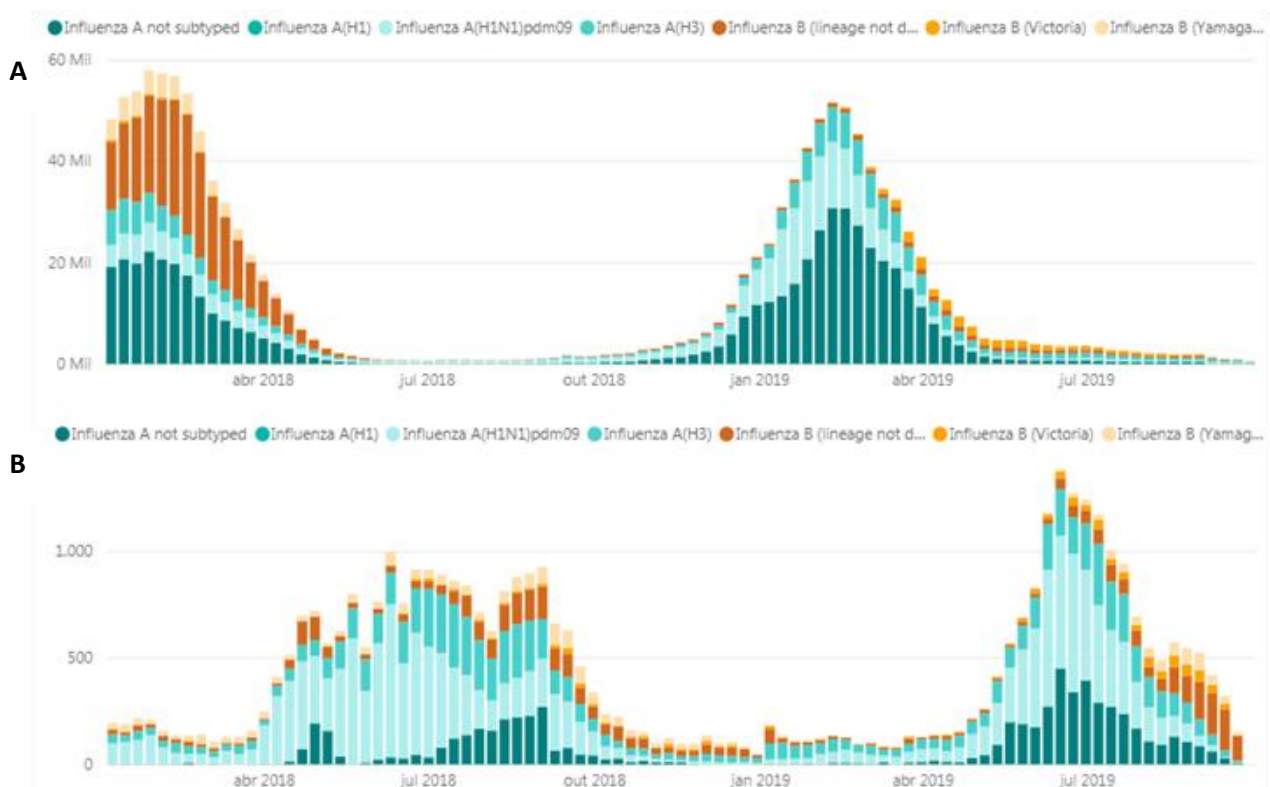 Influenza A not subtyped Influenza A(H1) Influenza A(H1N1)pdm09 Influenza A(H3) Influenza B (lineage not d... Influenza B (Victoria) Influenza B (Yamaga...
A
60 Mil
40 Mil
20 Mil
0 Mil
abr 2018 jul 2018 out 2018 jan 2019 abr 2019 jul 2019
Influenza A not subtyped Influenza A(H1) Influenza A(H1N1)pdm09 Influenza A(H3) Influenza B (lineage not d... Influenza B (Victoria) Influenza B (Yamag...
B
1.000
500
0
abr 2018 jul 2018 out 2018 jan 2019 abr 2019 jul 2019